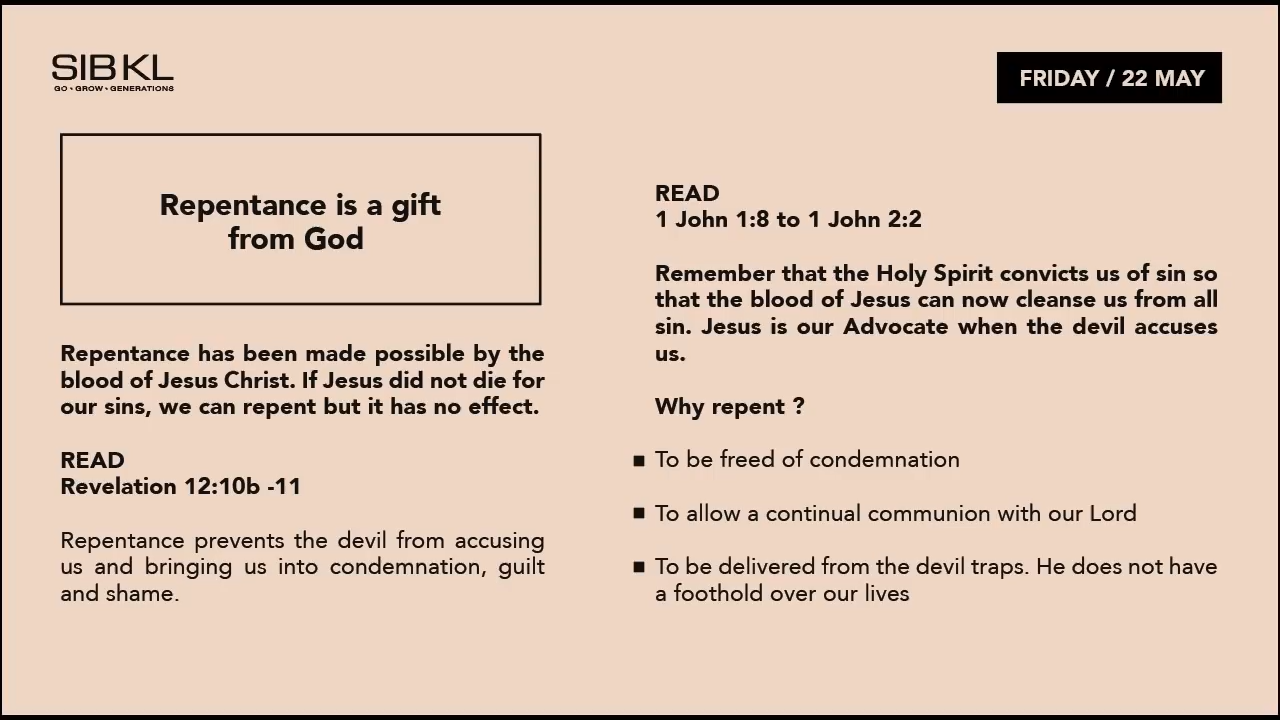 SIBKL
GO • GROW • GENERATIONS
FRIDAY / 22 MAY
Repentance is a gift
from God
Repentance has been made possible by the
blood of Jesus Christ. If Jesus did not die for
our sins, we can repent but it has no effect.
READ
Revelation 12:10b -11
Repentance prevents the devil from accusing
us and bringing us into condemnation, guilt
and shame.
READ
1 John 1:8 to 1 John 2:2
Remember that the Holy Spirit convicts us of sin so
that the blood of Jesus can now cleanse us from all
sin. Jesus is our Advocate when the devil accuses
us.
Why repent ?
■ To be freed of condemnation
■ To allow a continual communion with our Lord
■ To be delivered from the devil traps. He does not have
a foothold over our lives